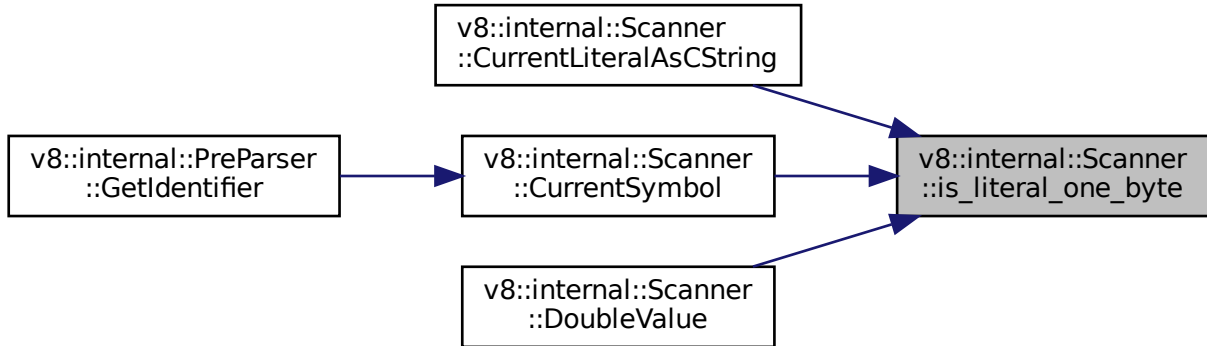 v8::internal::Scanner
::CurrentLiteralAsCString
v8::internal::PreParser
::GetIdentifier
v8::internal::Scanner
::CurrentSymbol
v8::internal::Scanner
::is_literal_one_byte
v8::internal::Scanner
::DoubleValue